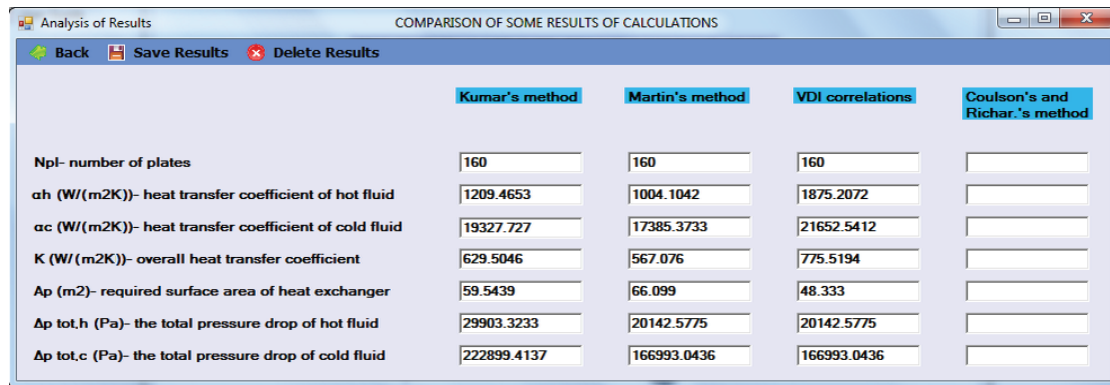 Analysis of Results COMPARISON OF SOME RESULTS OF CALCULATIONS
Back Save Results Delete Results
Kumar's method Martin's method VDI correlations Coulson's and
Richar.'s method
Npl- number of plates 160 160 160
αh (W/(m2K))- heat transfer coefficient of hot fluid 1209.4653 1004.1042 1875.2072
αc (W/(m2K))- heat transfer coefficient of cold fluid 19327.727 17385.3733 21652.5412
K (W/(m2K))- overall heat transfer coefficient 629.5046 567.076 775.5194
Ap (m2)- required surface area of heat exchanger 59.5439 66.099 48.333
Δp tot,h (Pa)- the total pressure drop of hot fluid 29903.3233 20142.5775 20142.5775
Δp tot,c (Pa)- the total pressure drop of cold fluid 222899.4137 166993.0436 166993.0436